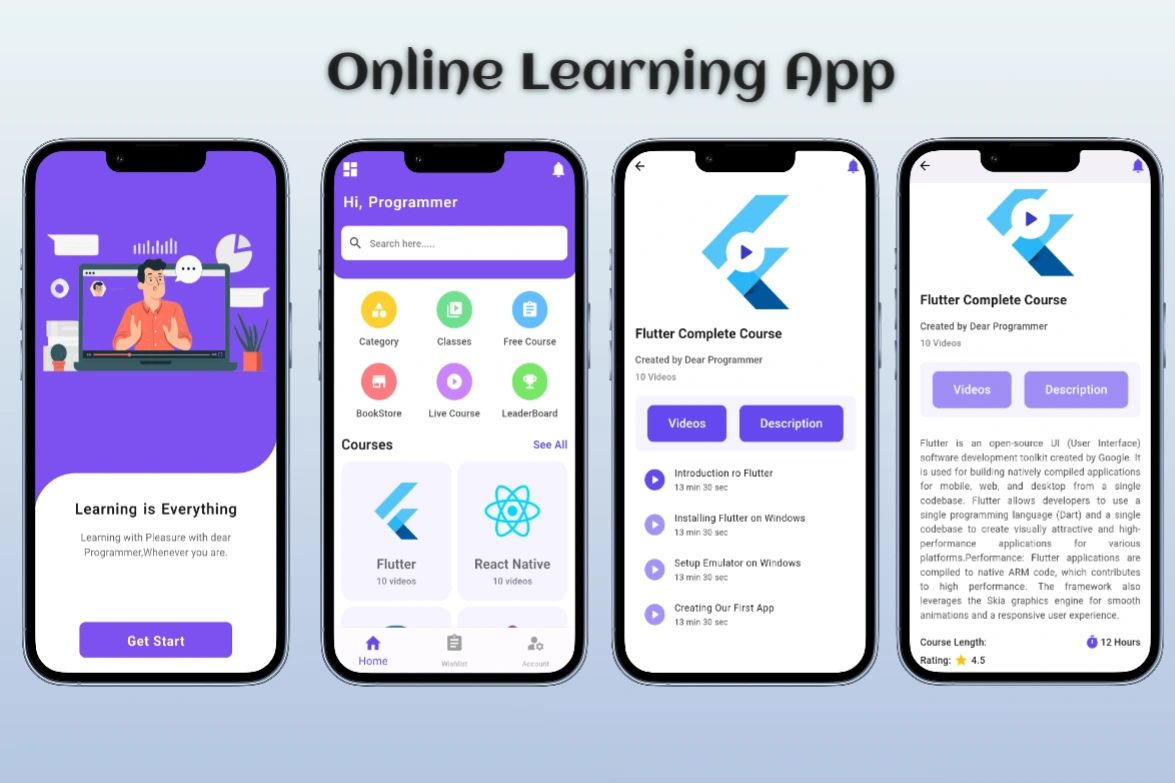 Online Learning App
Learning is Everything
Learning with Pleasure with dear
Programmer,Whenever you are.
Get Start
Hi, Programmer
Search here.....
Category
Classes
Free Course
BookStore
Live Course
LeaderBoard
Courses
See All
Flutter
10 videos
React Native
10 videos
Home
Wishlist
Account
Flutter Complete Course
Created by Dear Programmer
10 Videos
Videos
Description
Introduction ro Flutter
13 min 30 sec
Installing Flutter on Windows
13 min 30 sec
Setup Emulator on Windows
13 min 30 sec
Creating Our First App
13 min 30 sec
Flutter Complete Course
Created by Dear Programmer
10 Videos
Videos
Description
Flutter is an open-source UI (User Interface)
software development toolkit created by Google. It
is used for building natively compiled applications
for mobile, web, and desktop from a single
codebase. Flutter allows developers to use a
single programming language (Dart) and a single
codebase to create visually attractive and high-
performance applications for various
platforms.Performance: Flutter applications are
compiled to native ARM code, which contributes
to high performance. The framework also
leverages the Skia graphics engine for smooth
animations and a responsive user experience.
Course Length:
12 Hours
Rating:
4.5